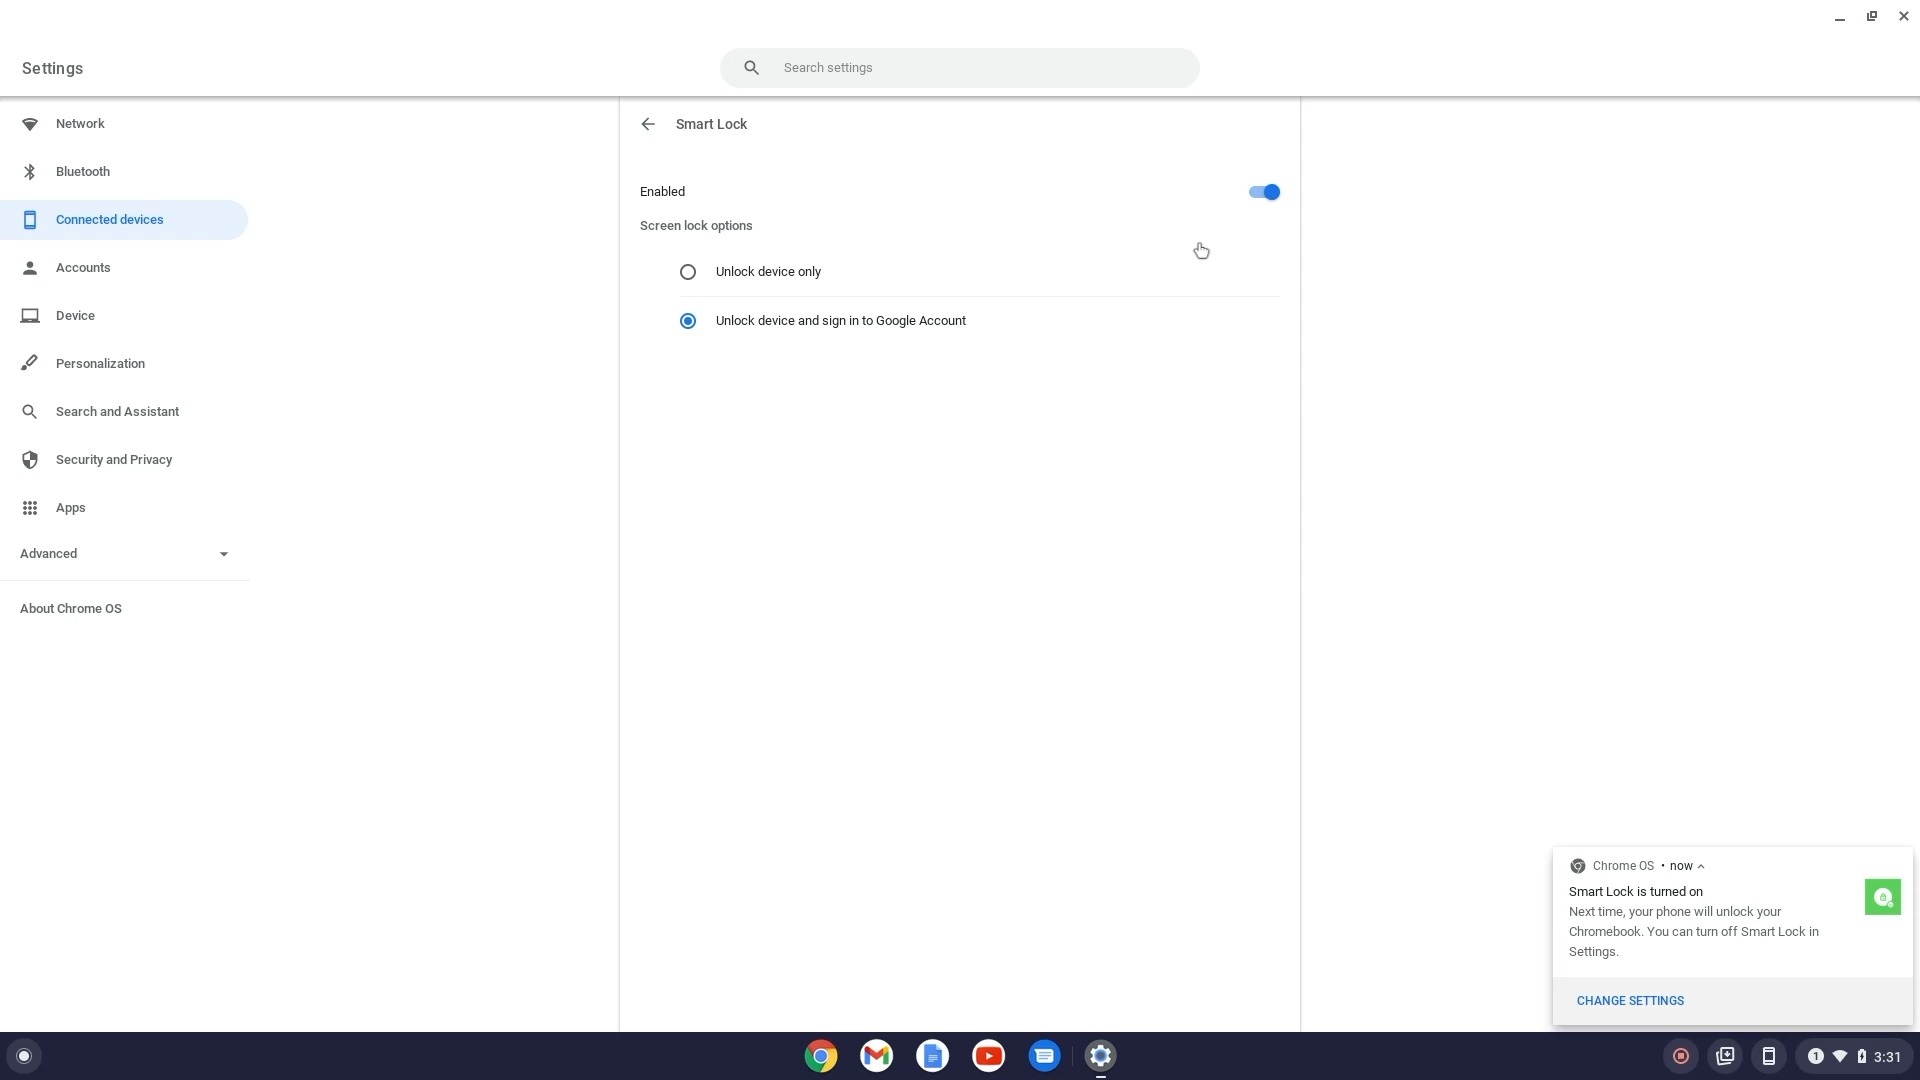 Settings
Search settings
Network
Bluetooth
Connected devices
Accounts
Device
Personalization
Search and Assistant
Security and Privacy
Apps
Advanced
About Chrome OS
Smart Lock
Enabled
Screen lock options
Unlock device only
Unlock device and sign in to Google Account
Chrome OS • now
Smart Lock is turned on
Next time, your phone will unlock your
Chromebook. You can turn off Smart Lock in
Settings.
CHANGE SETTINGS
1 3:31